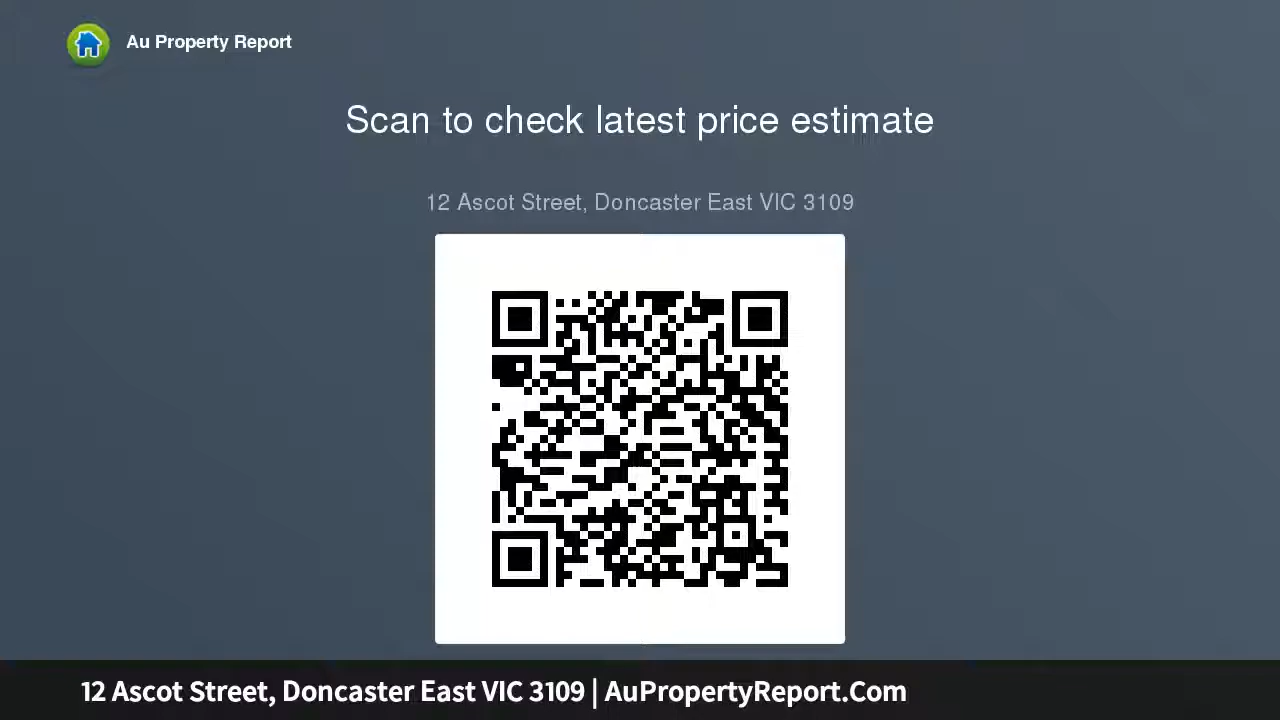 Au Property Report
Scan to check latest price estimate
12 Ascot Street, Doncaster East VIC 3109
12 Ascot Street, Doncaster East VIC 3109 | AuPropertyReport.Com